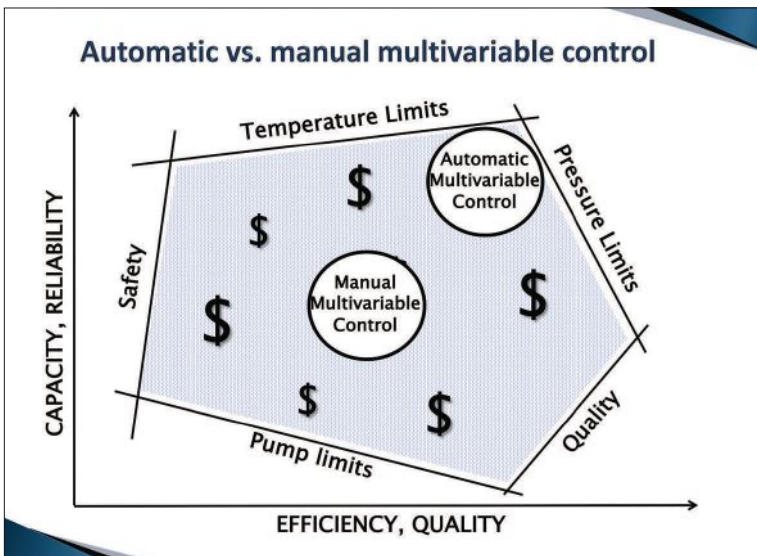 Automatic vs. manual multivariable control
Temperature Limits
Automatic
Multivariable
Control
Pressure Limits
CAPACITY, RELIABILITY
Safety
$
$
$
$
Manual
Multivariable
Control
$
$
Pump limits
Quality
EFFICIENCY, QUALITY